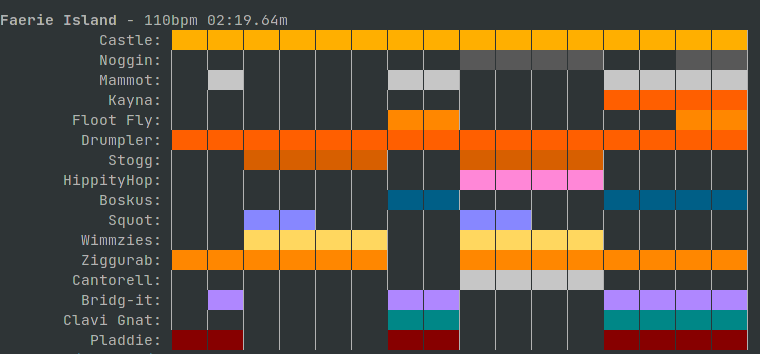 Faerie Island - 110bpm 02:19.64m
Castle:
Noggin:
Mammot:
Kayna:
Floot Fly:
Drumpler:
Stogg:
HippityHop:
Boskus:
Squot:
Wimmzies:
Ziggurab:
Cantorell:
Bridg-it:
Clavi Gnat:
Pladdie: